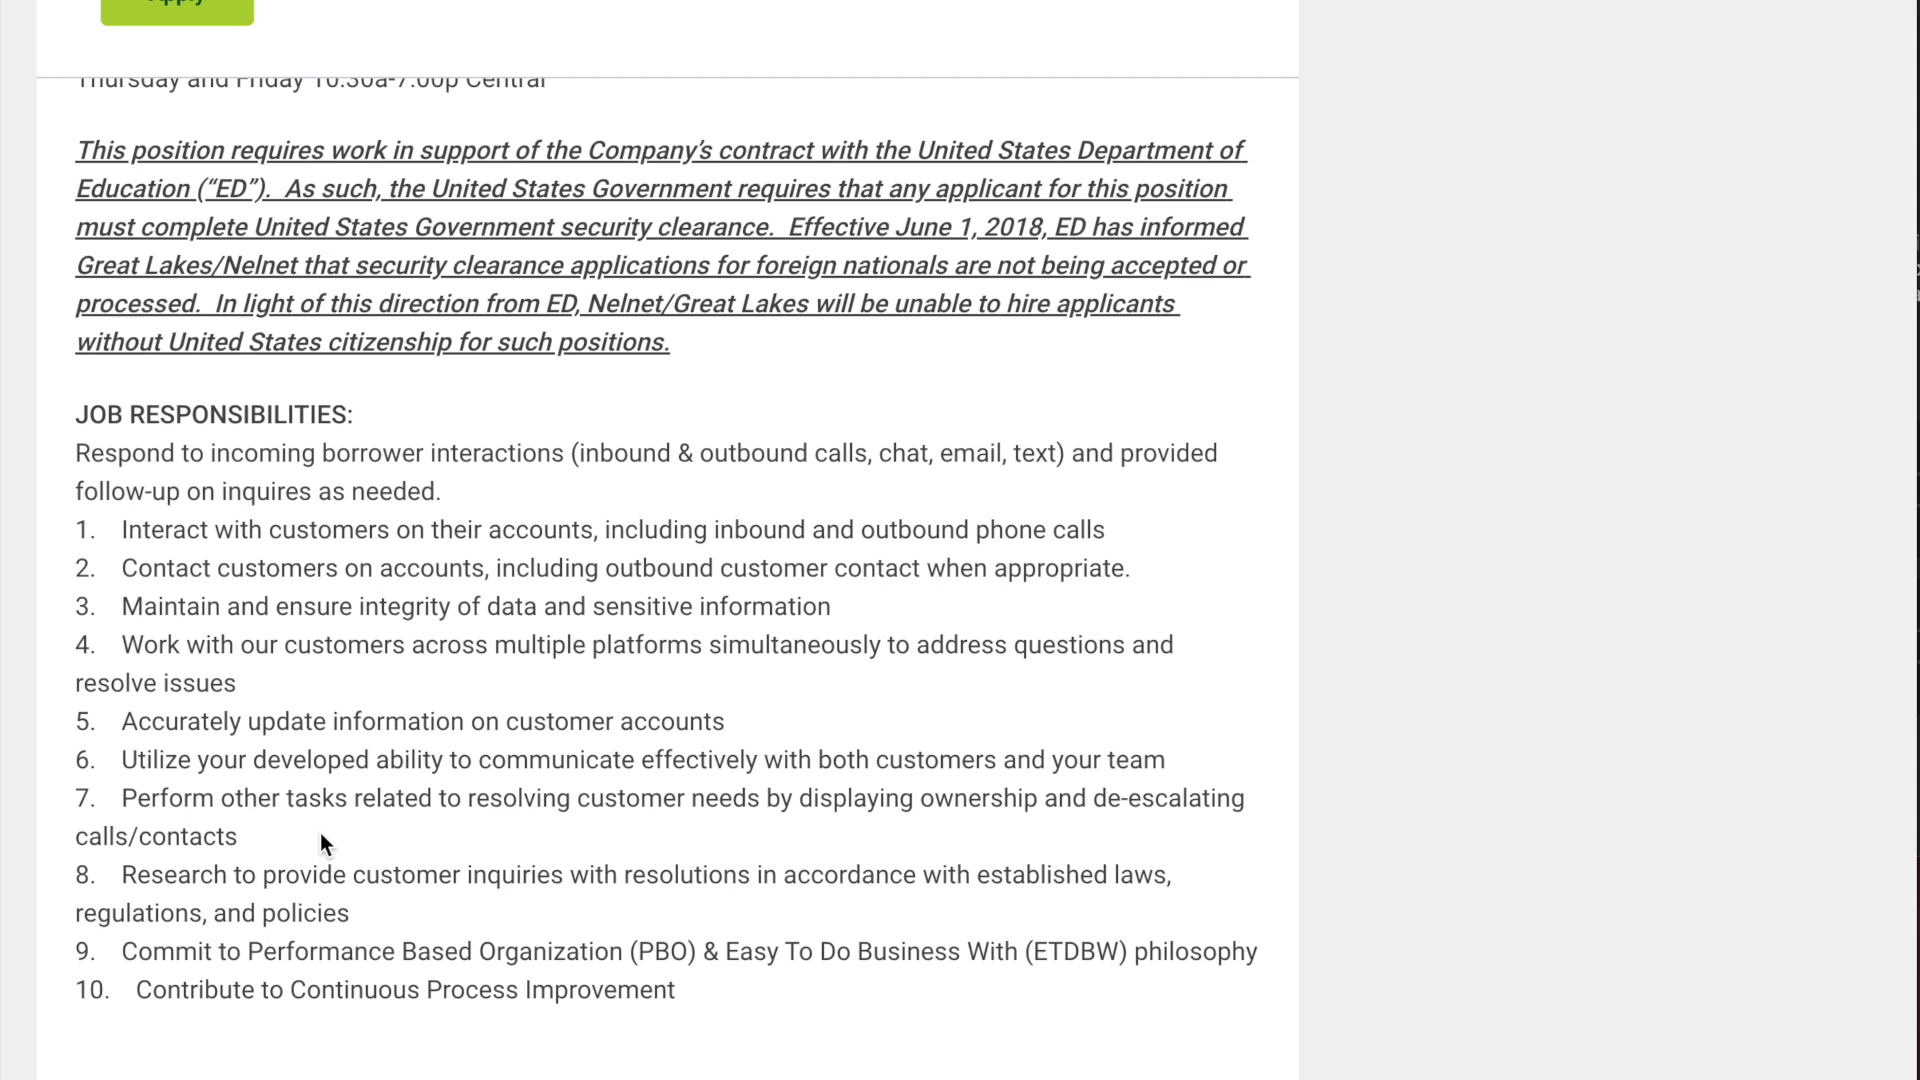 Apply
Thursday and Friday 10:30a-7:00p Central
This position requires work in support of the Company’s contract with the United States Department of
Education (“ED”).  As such, the United States Government requires that any applicant for this position
must complete United States Government security clearance.  Effective June 1, 2018, ED has informed
Great Lakes/Nelnet that security clearance applications for foreign nationals are not being accepted or
processed.  In light of this direction from ED, Nelnet/Great Lakes will be unable to hire applicants
without United States citizenship for such positions.
JOB RESPONSIBILITIES:
Respond to incoming borrower interactions (inbound & outbound calls, chat, email, text) and provided
follow-up on inquires as needed.
1.    Interact with customers on their accounts, including inbound and outbound phone calls
2.    Contact customers on accounts, including outbound customer contact when appropriate.
3.    Maintain and ensure integrity of data and sensitive information
4.    Work with our customers across multiple platforms simultaneously to address questions and
resolve issues
5.    Accurately update information on customer accounts
6.    Utilize your developed ability to communicate effectively with both customers and your team
7.    Perform other tasks related to resolving customer needs by displaying ownership and de-escalating
calls/contacts
8.    Research to provide customer inquiries with resolutions in accordance with established laws,
regulations, and policies
9.    Commit to Performance Based Organization (PBO) & Easy To Do Business With (ETDBW) philosophy
10.    Contribute to Continuous Process Improvement